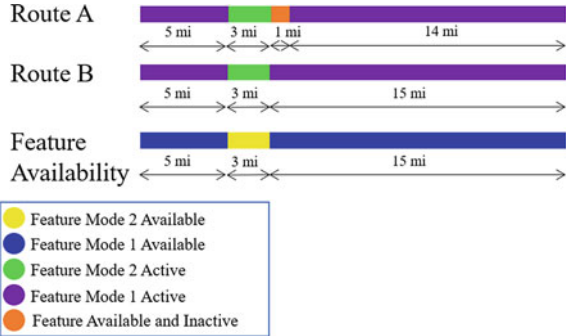 Route A
5 mi 3 mi 1 mi 14 mi
Route B
5 mi 3 mi 15 mi
Feature
Availability
5 mi 3 mi 15 mi
Feature Mode 2 Available
Feature Mode 1 Available
Feature Mode 2 Active
Feature Mode 1 Active
Feature Available and Inactive